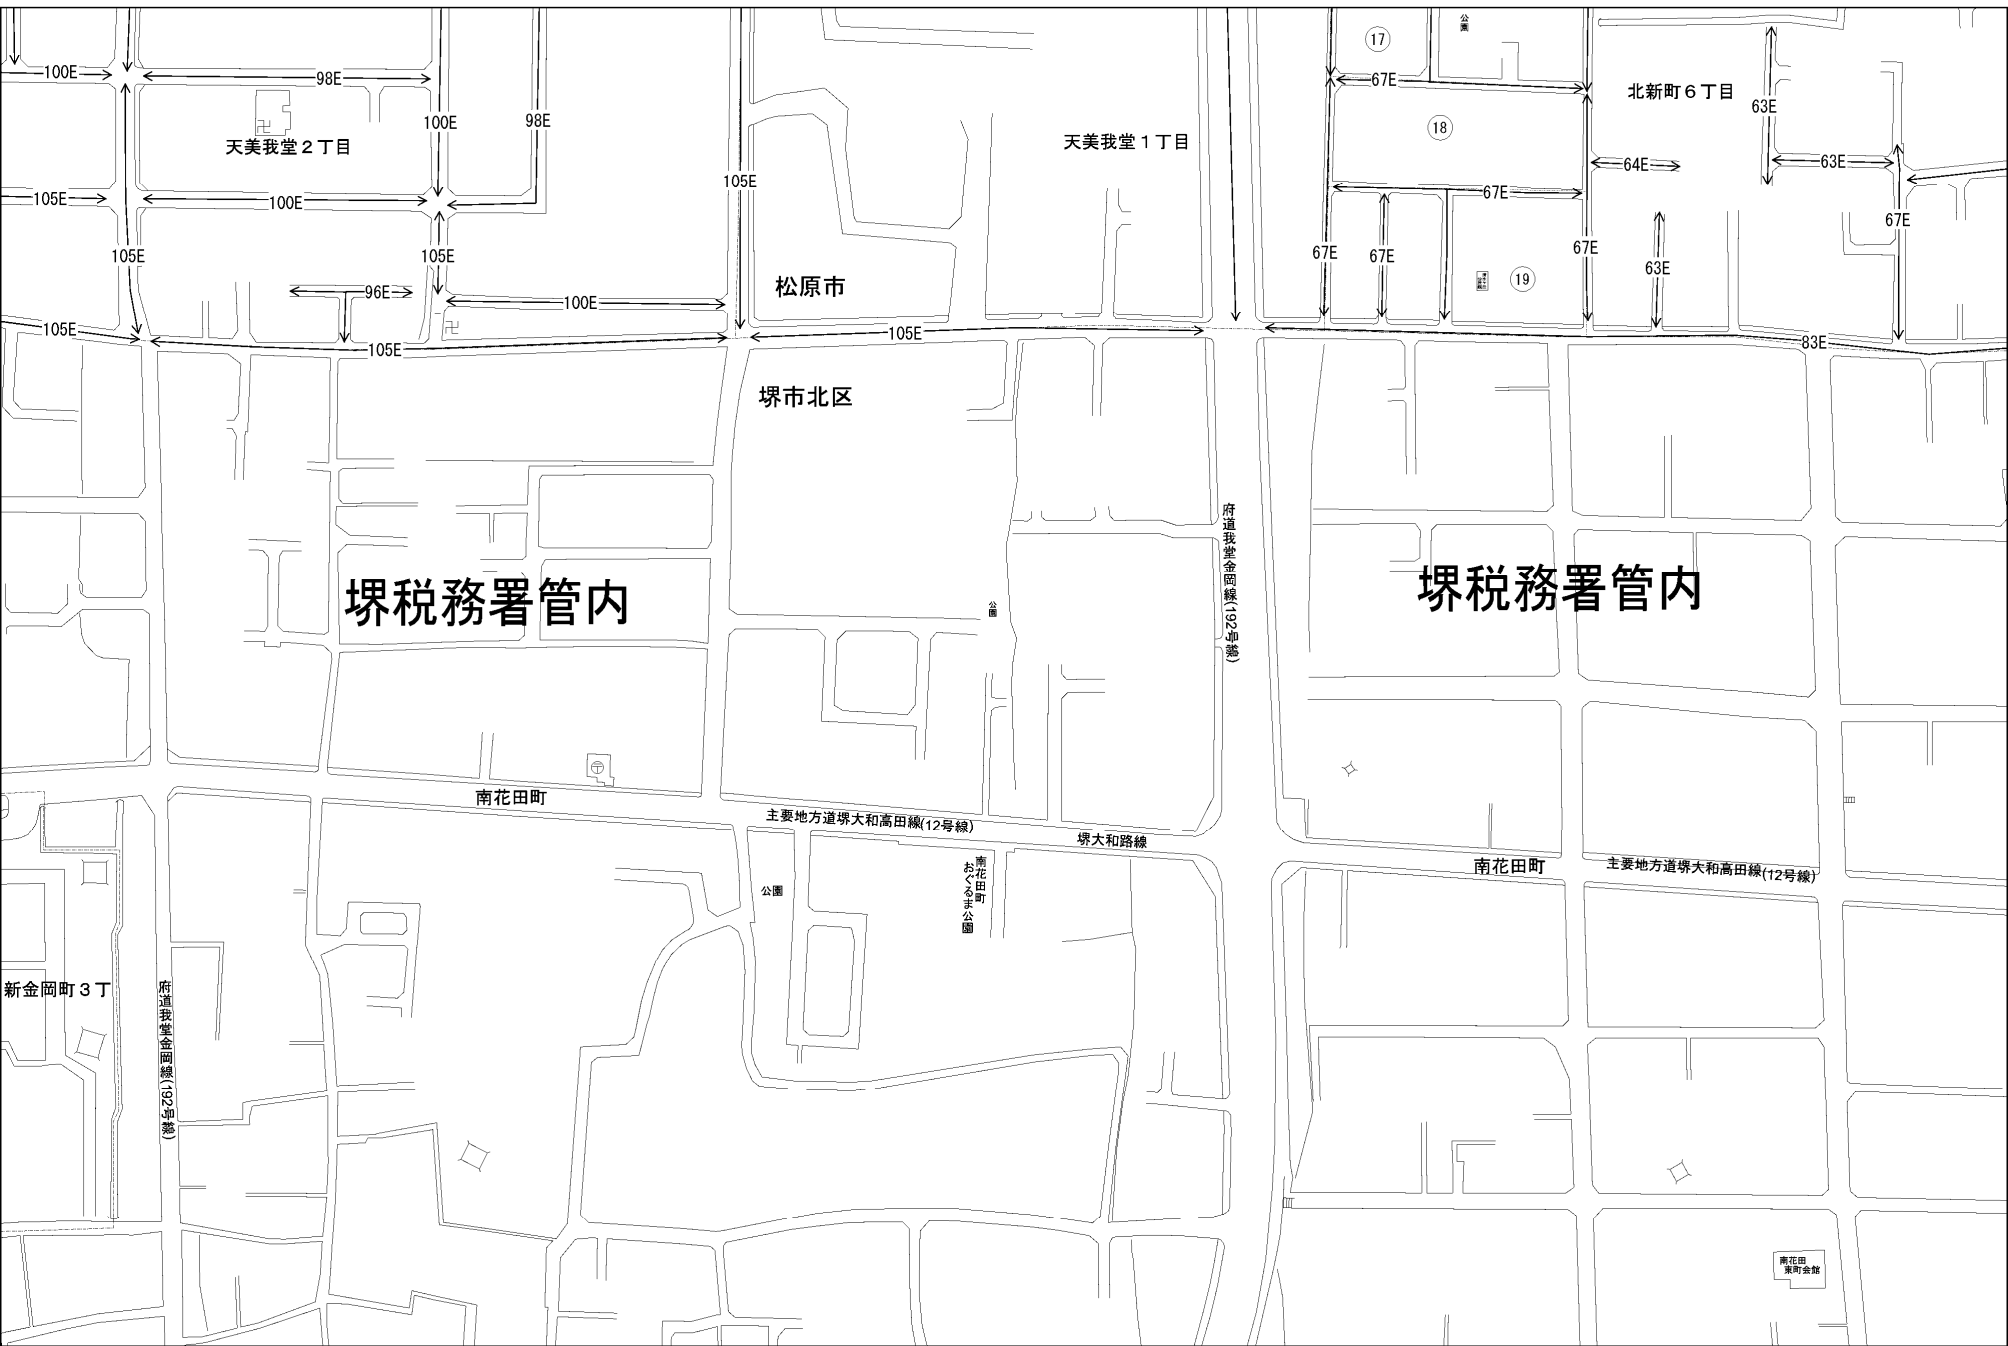 公園
17
100E
98E
67E
北新町６丁目
63E
100E
98E
18
天美我堂２丁目
天美我堂１丁目
64E
63E
105E
105E
100E
67E
67E
105E
105E
67E
67E
67E
63E
松原市
19
96E
100E
105E
105E
105E
83E
堺市北区
府道我堂金岡線(192号線)
堺税務署管内
堺税務署管内
公園
南花田町
主要地方道堺大和高田線(12号線)
堺大和路線
南花田町
おぐるま公園
南花田町
主要地方道堺大和高田線(12号線)
公園
新金岡町３丁
府道我堂金岡線(192号線)
南花田
東町会館